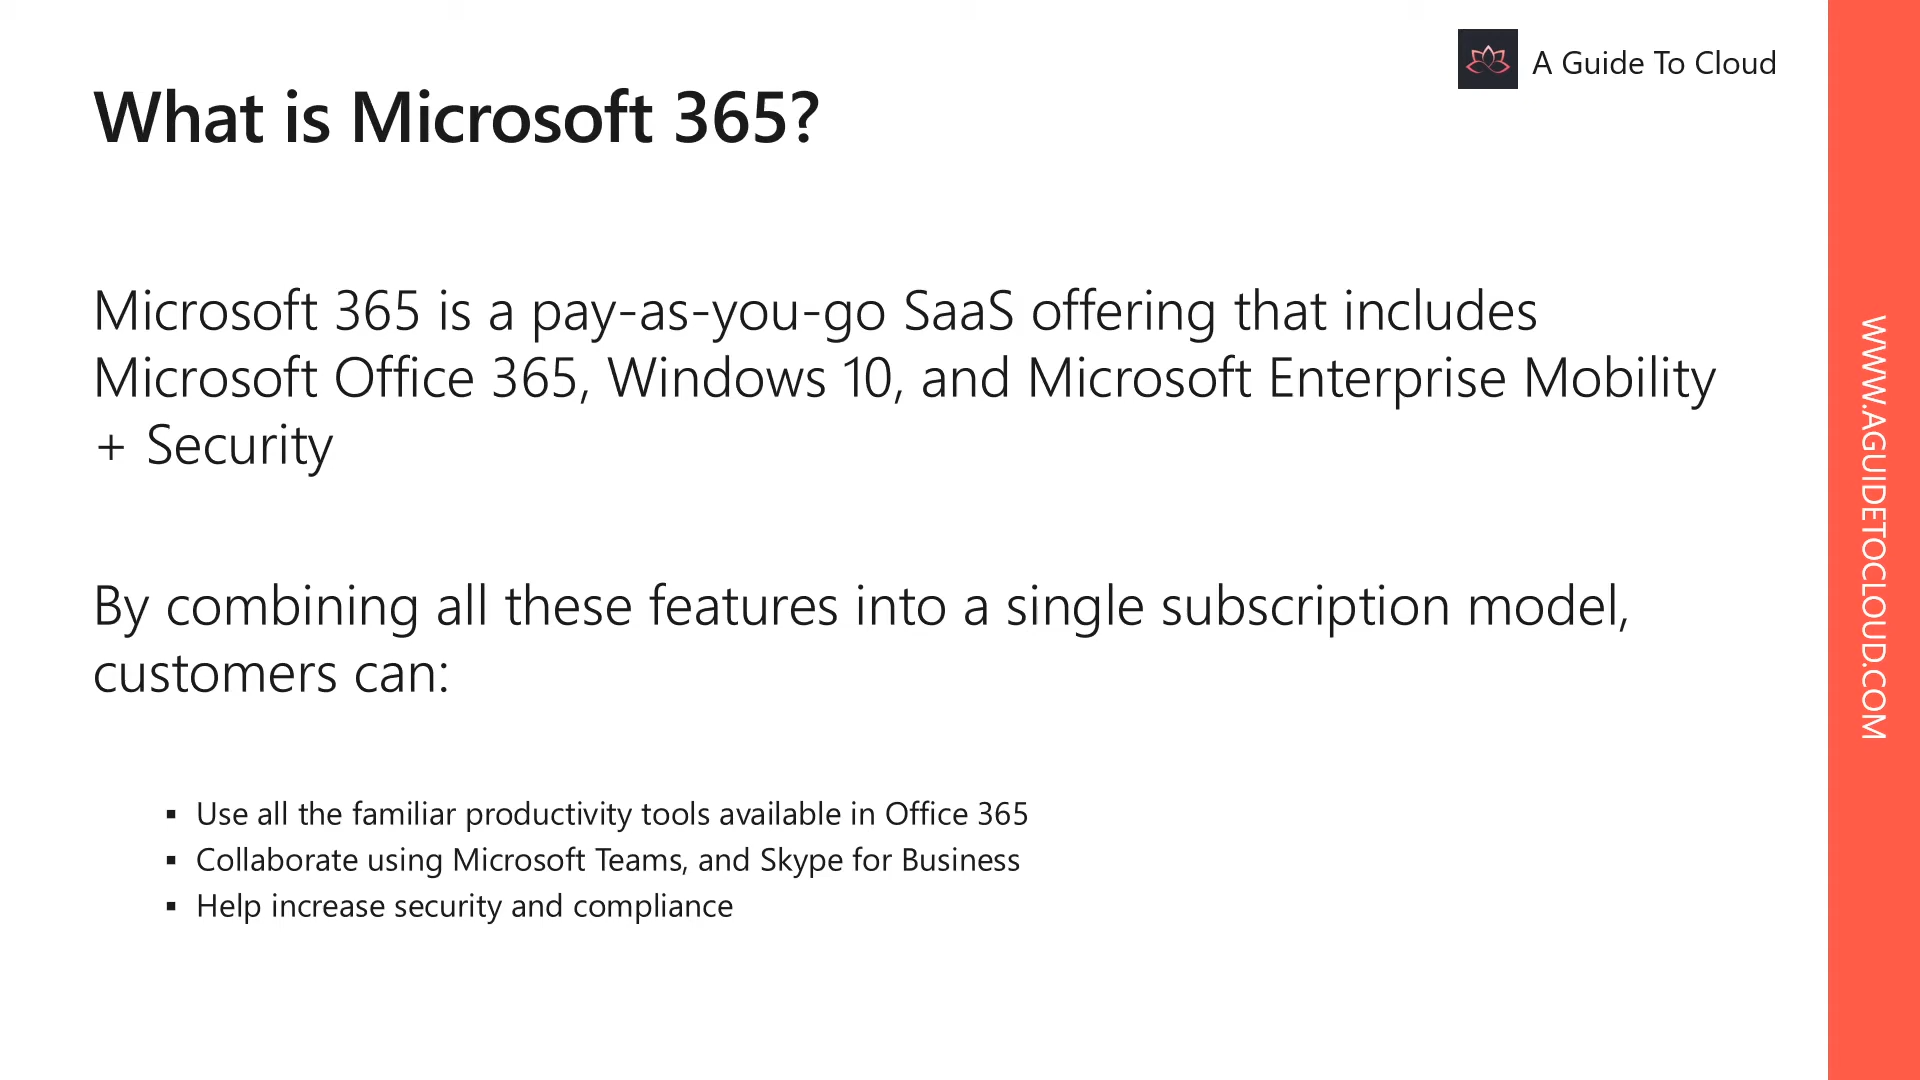 A Guide To Cloud
What is Microsoft 365?
Microsoft 365 is a pay-as-you-go SaaS offering that includes
Microsoft Office 365, Windows 10, and Microsoft Enterprise Mobility
+ Security
By combining all these features into a single subscription model,
customers can:
▪ Use all the familiar productivity tools available in Office 365
▪ Collaborate using Microsoft Teams, and Skype for Business
▪ Help increase security and compliance
WWW.AGUIDETOCLOUD.COM